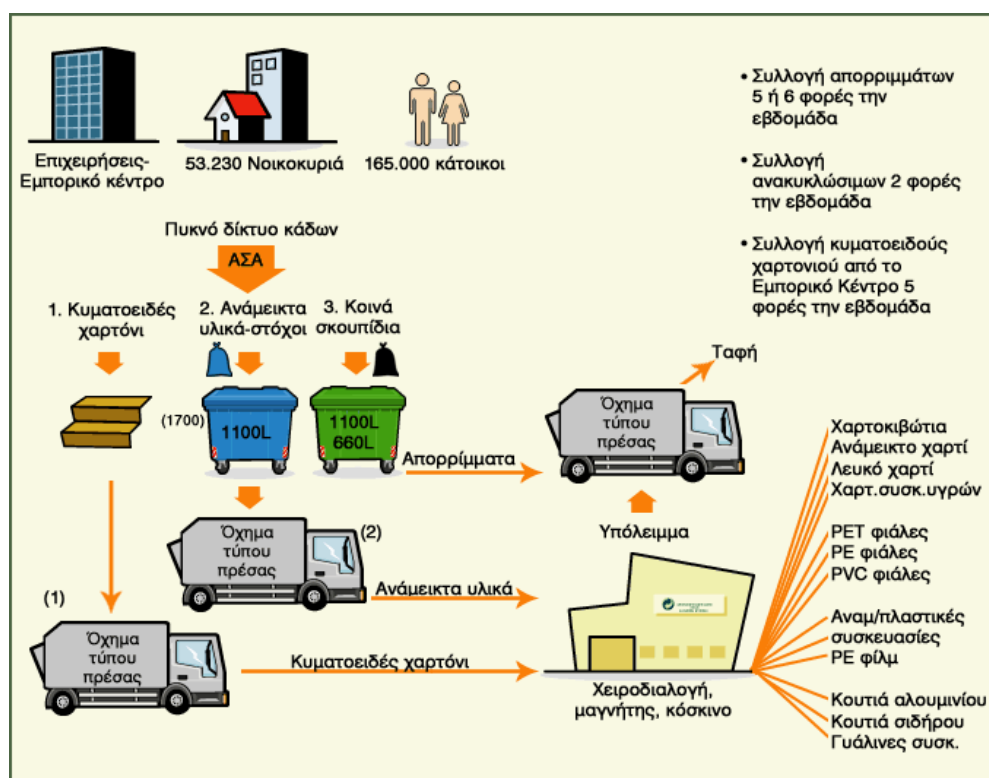 Επιχειρήσεις-
Εμπορικό κέντρο
53.230 Νοικοκυριά
165.000 κάτοικοι
• Συλλογή απορριμμάτων
5 ή 6 φορές την
εβδομάδα
• Συλλογή
ανακυκλώσιμων 2 φορές
την εβδομάδα
• Συλλογή κυματοειδούς
χαρτονιού από το
Εμπορικό Κέντρο 5
φορές την εβδομάδα
Πυκνό δίκτυο κάδων
ΑΣΑ
1. Κυματοειδές
χαρτόνι
2. Ανάμεικτα
υλικά-στόχοι
3. Κοινά
σκουπίδια
(1700)
1100L
1100L
660L
Απορρίμματα
Όχημα
τύπου
πρέσας
Ταφή
Υπόλειμμα
Όχημα
τύπου
πρέσας
(2)
Ανάμεικτα υλικά
(1)
Όχημα
τύπου
πρέσας
Κυματοειδές χαρτόνι
Χειροδιαλογή,
μαγνήτης, κόσκινο
Χαρτοκιβώτια
Ανάμεικτο χαρτί
Λευκό χαρτί
Χαρτ.συσκ.υγρών
PET φιάλες
PE φιάλες
PVC φιάλες
Αναμ/πλαστικές
συσκευασίες
PE φίλμ
Κουτιά αλουμινίου
Κουτιά σιδήρου
Γυάλινες συσκ.